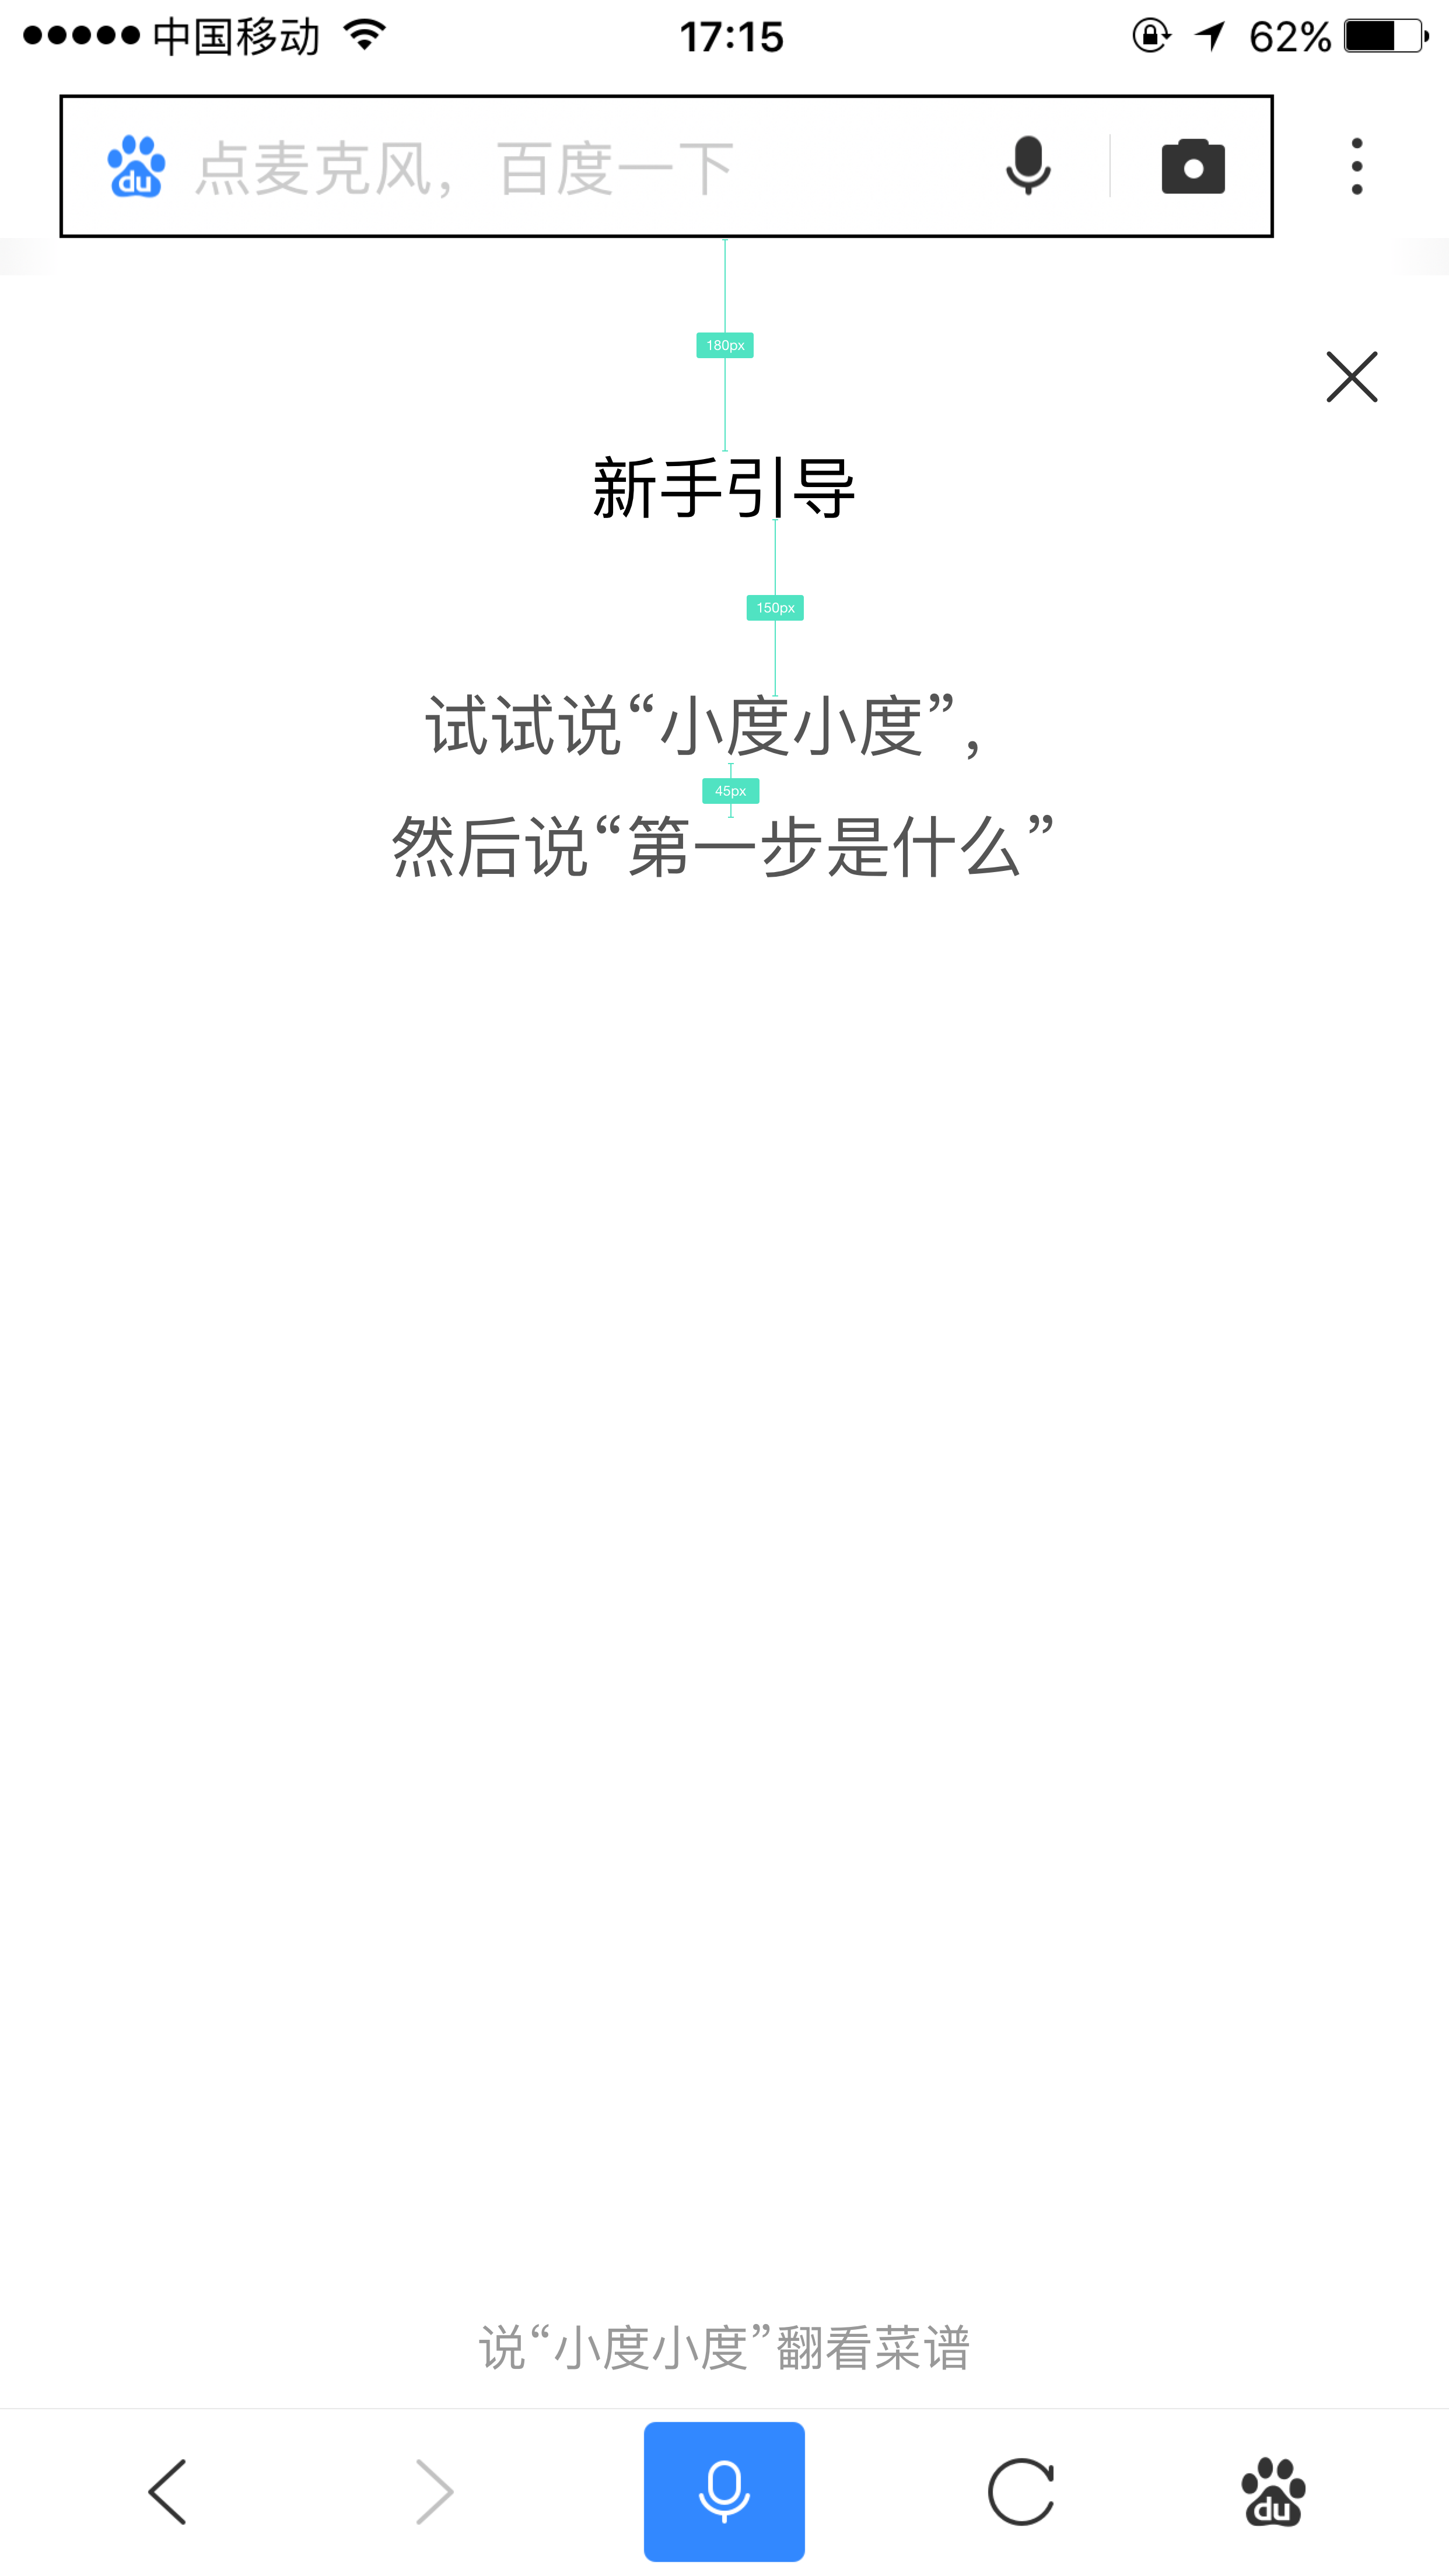 中国移动 17:15 62%
du 点麦克风，百度一下
180px
新手引导
150px
试试说“小度小度”，
45px
然后说“第一步是什么”
说“小度小度”翻看菜谱
du